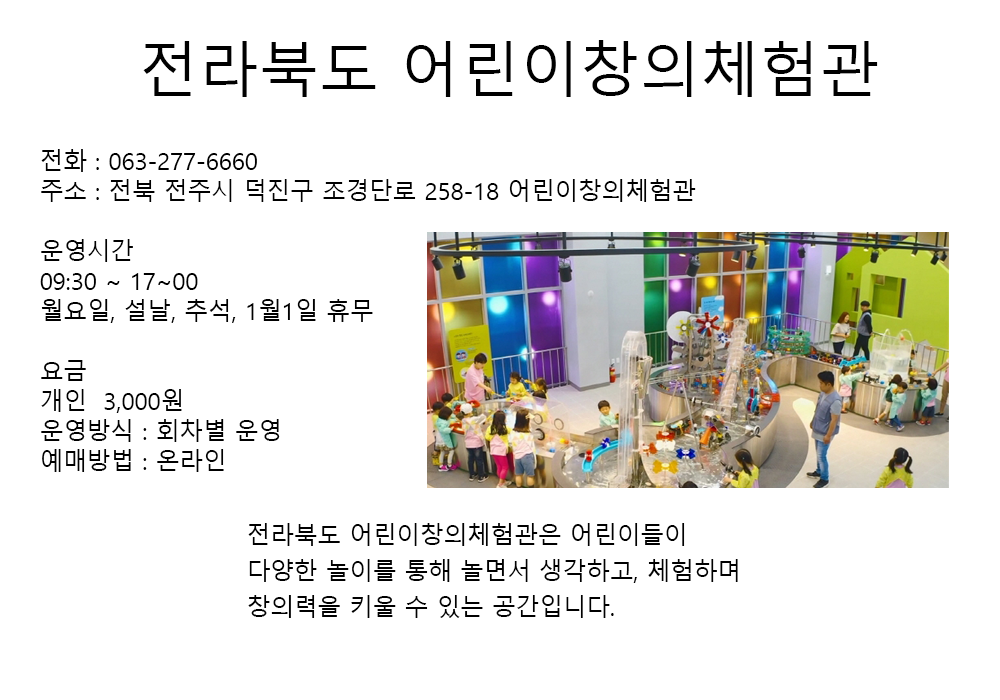 전라북도 어린이창의체험관
전화 : 063-277-6660
주소 : 전북 전주시 덕진구 조경단로 258-18 어린이창의체험관
운영시간
09:30 ~ 17~00
월요일, 설날, 추석, 1월1일 휴무
요금
개인 3,000원
운영방식 : 회차별 운영
예매방법 : 온라인
전라북도 어린이창의체험관은 어린이들이
다양한 놀이를 통해 놀면서 생각하고, 체험하며
창의력을 키울 수 있는 공간입니다.